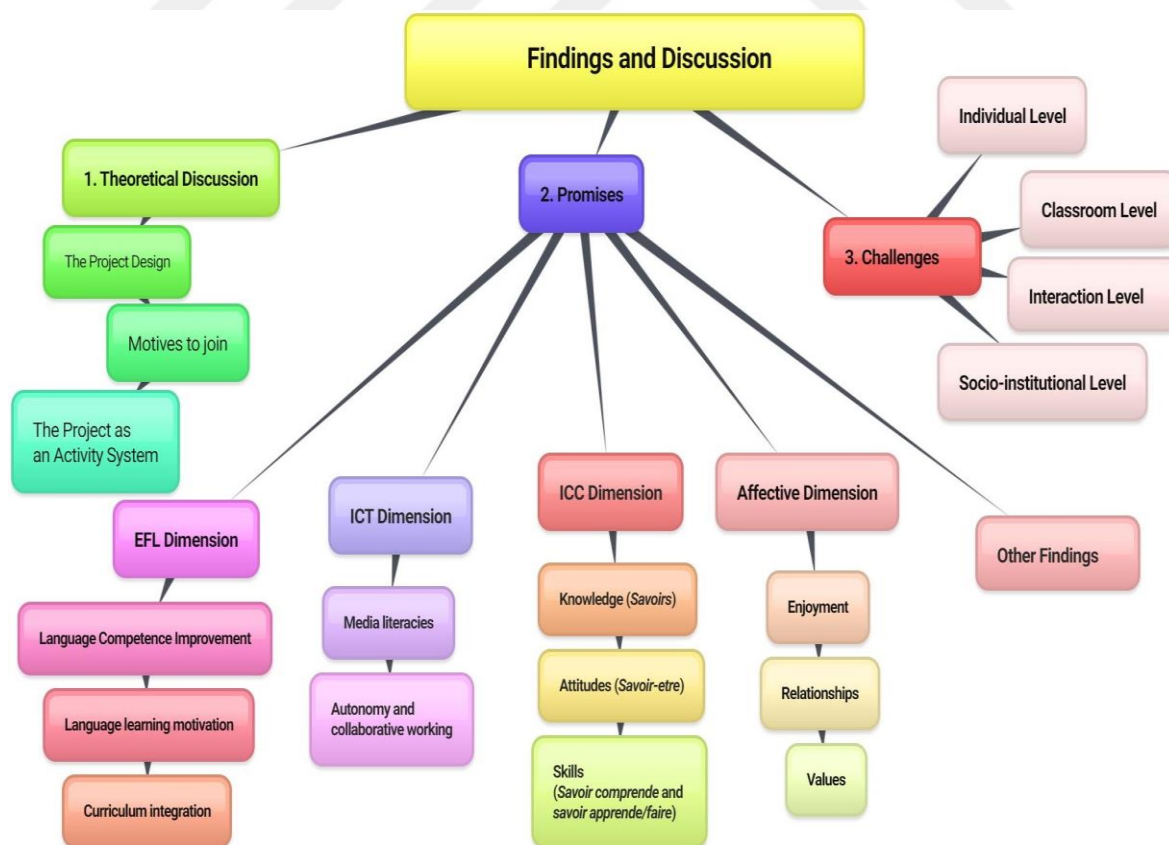 Findings and Discussion
1. Theoretical Discussion
The Project Design
Motives to join
The Project as
an Activity System
2. Promises
EFL Dimension
Language Competence Improvement
Language learning motivation
Curriculum integration
ICT Dimension
Media literacies
Autonomy and
collaborative working
ICC Dimension
Knowledge (Savoirs)
Attitudes (Savoir-etre)
Skills
(Savoir comprende and
savoir apprende/faire)
Affective Dimension
Enjoyment
Relationships
Values
Other Findings
3. Challenges
Individual Level
Classroom Level
Interaction Level
Socio-institutional Level